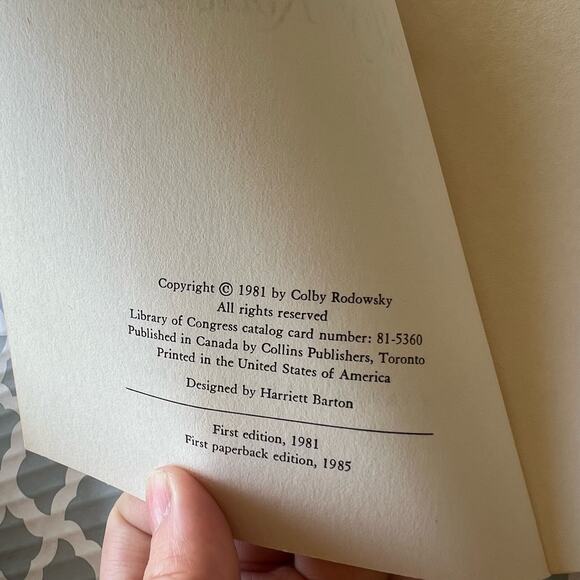 Copyright © 1981 by Colby Rodowsky
All rights reserved
Library of Congress catalog card number: 81-5360
Published in Canada by Collins Publishers, Toronto
Printed in the United States of America
Designed by Harriett Barton
First edition, 1981
First paperback edition, 1985